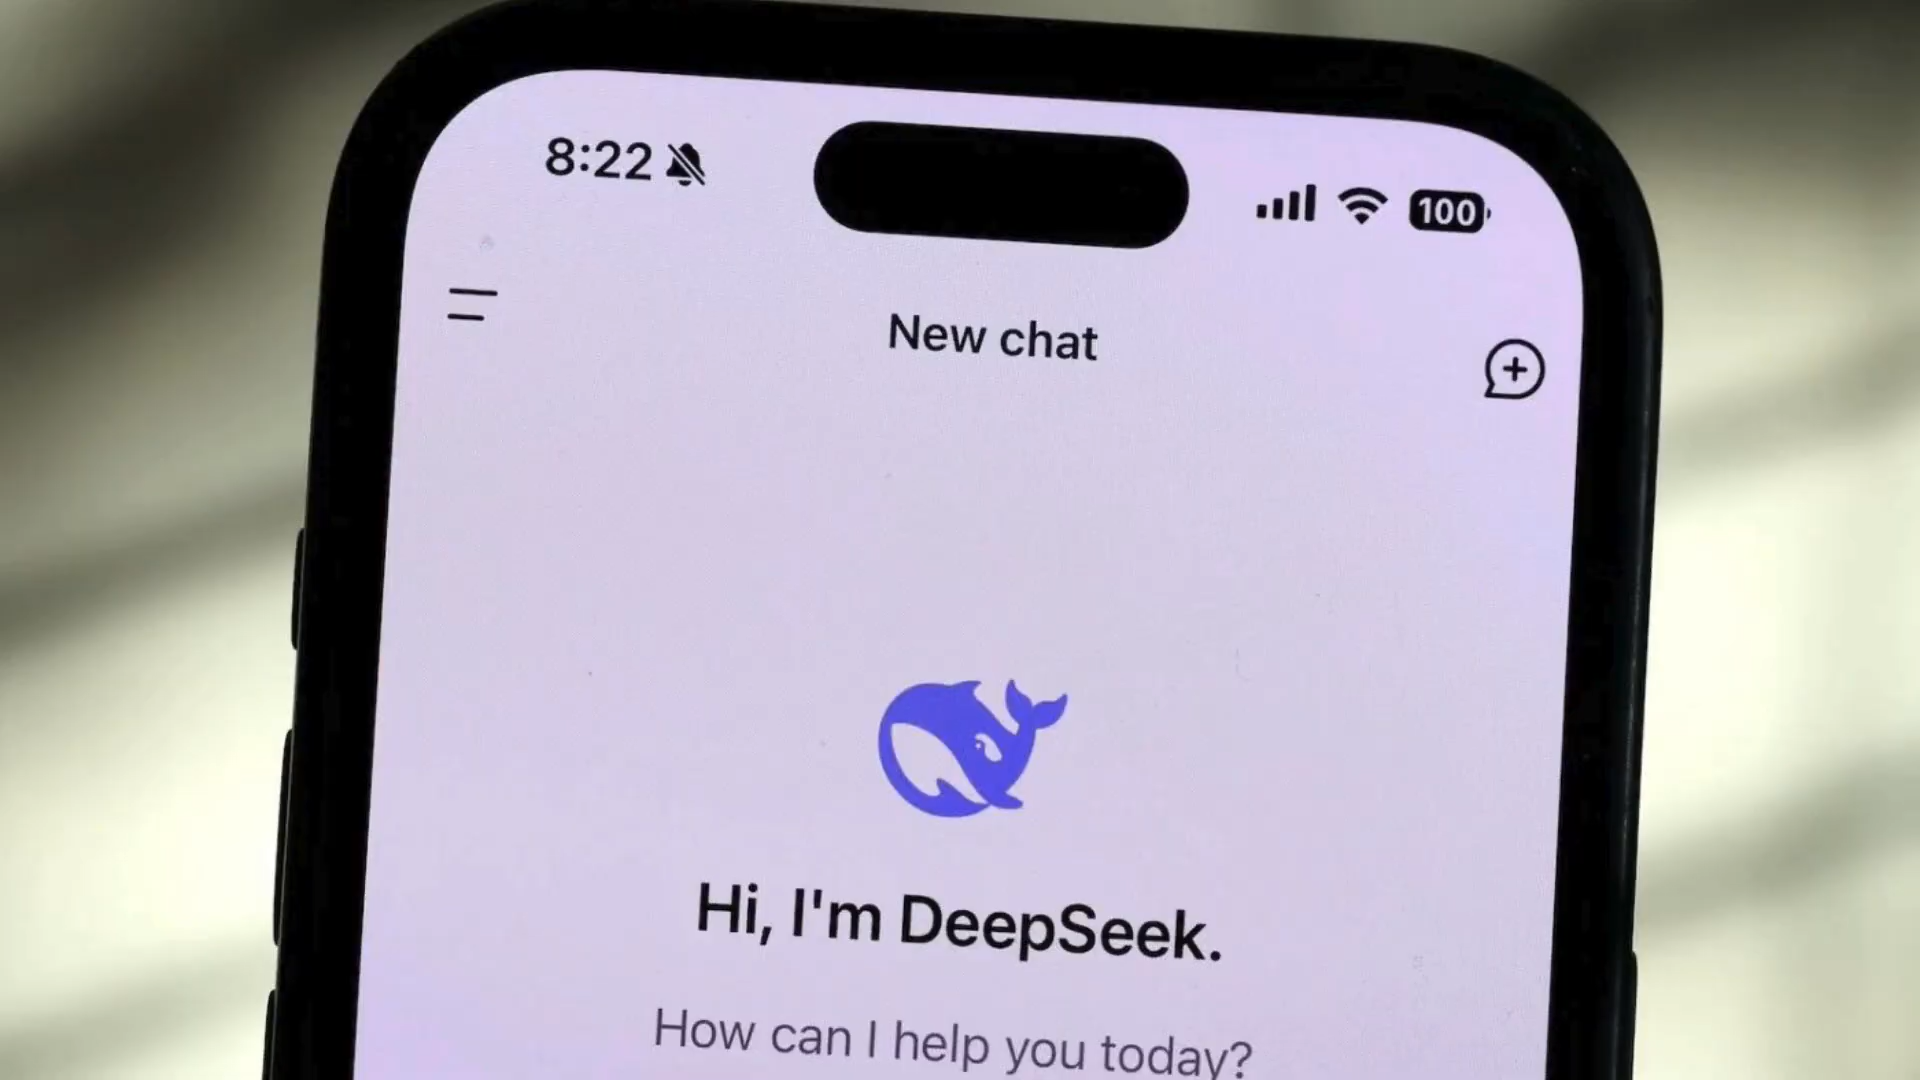 8:22
100
New chat
Hi, I'm DeepSeek.
How can I help you today?